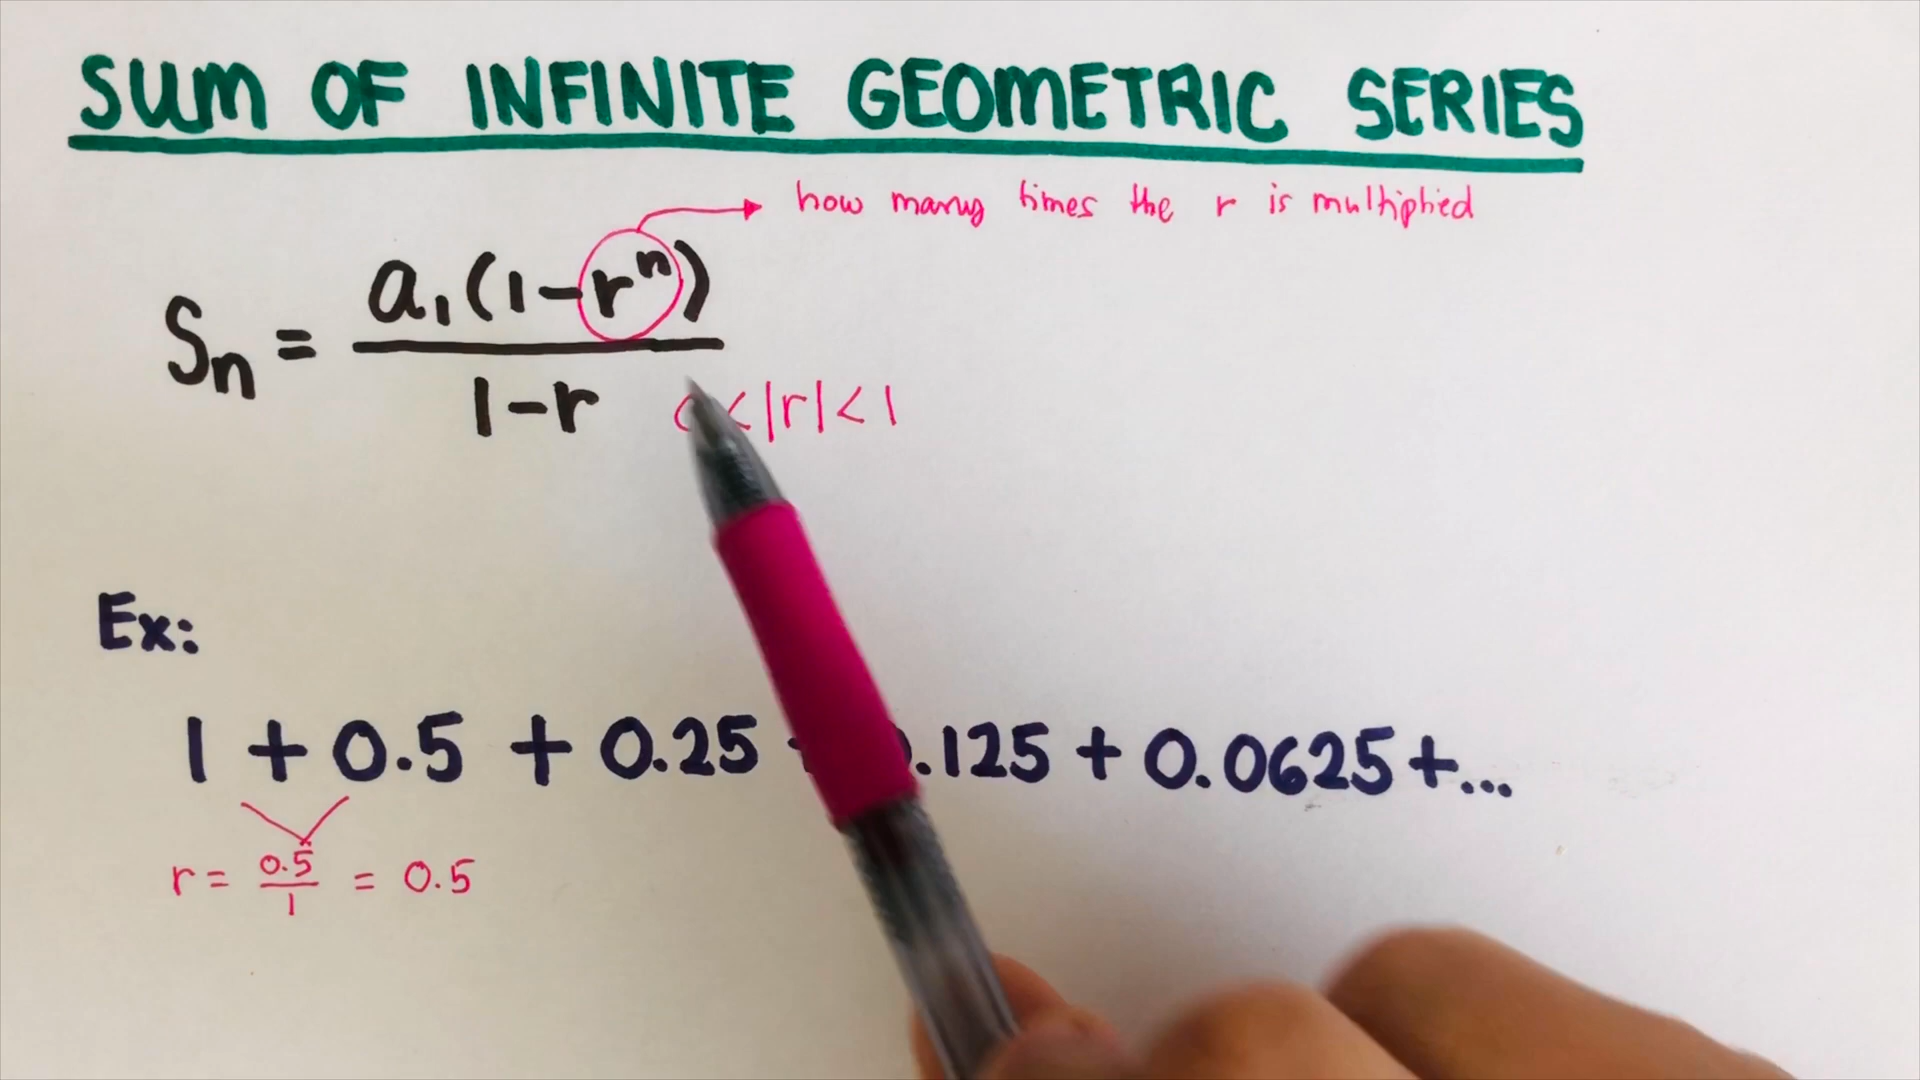 SUM OF INFINITE GEOMETRIC SERIES
how many times the r is multiplied
Sn = a₁(1-rⁿ)
1-r
<|r|<1
Ex:
1 + 0.5 + 0.25 .125 + 0.0625 +...
r = 0.5/1 = 0.5